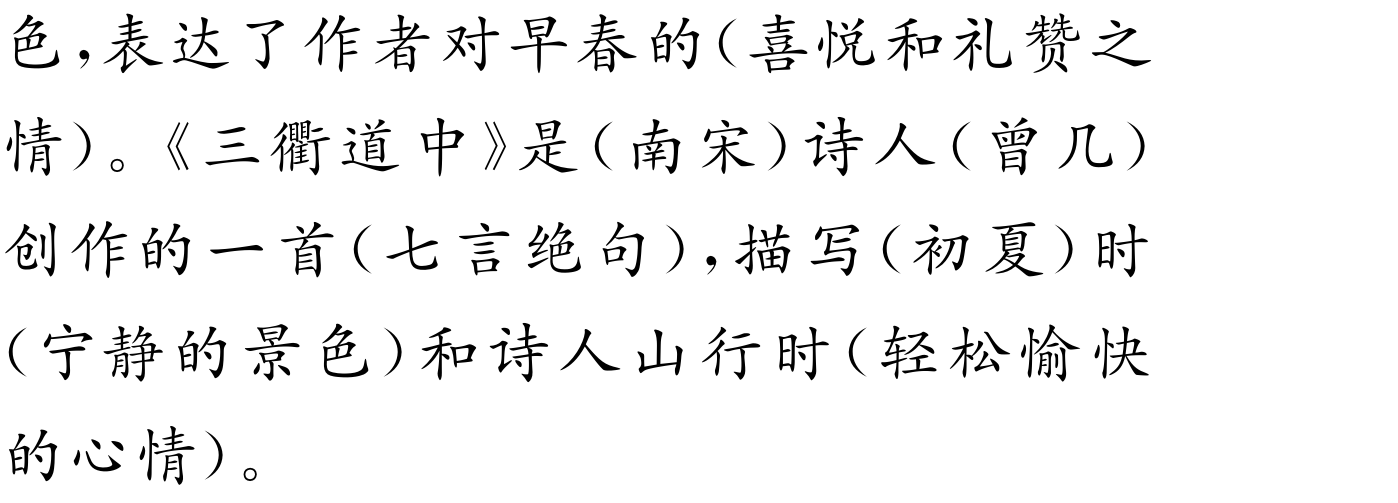 色,表达了作者对早春的(喜悦和礼赞之
情)。《三衢道中》是(南宋)诗人(曾几)
创作的一首(七言绝句),描写(初夏)时
(宁静的景色)和诗人山行时(轻松愉快
的心情)。